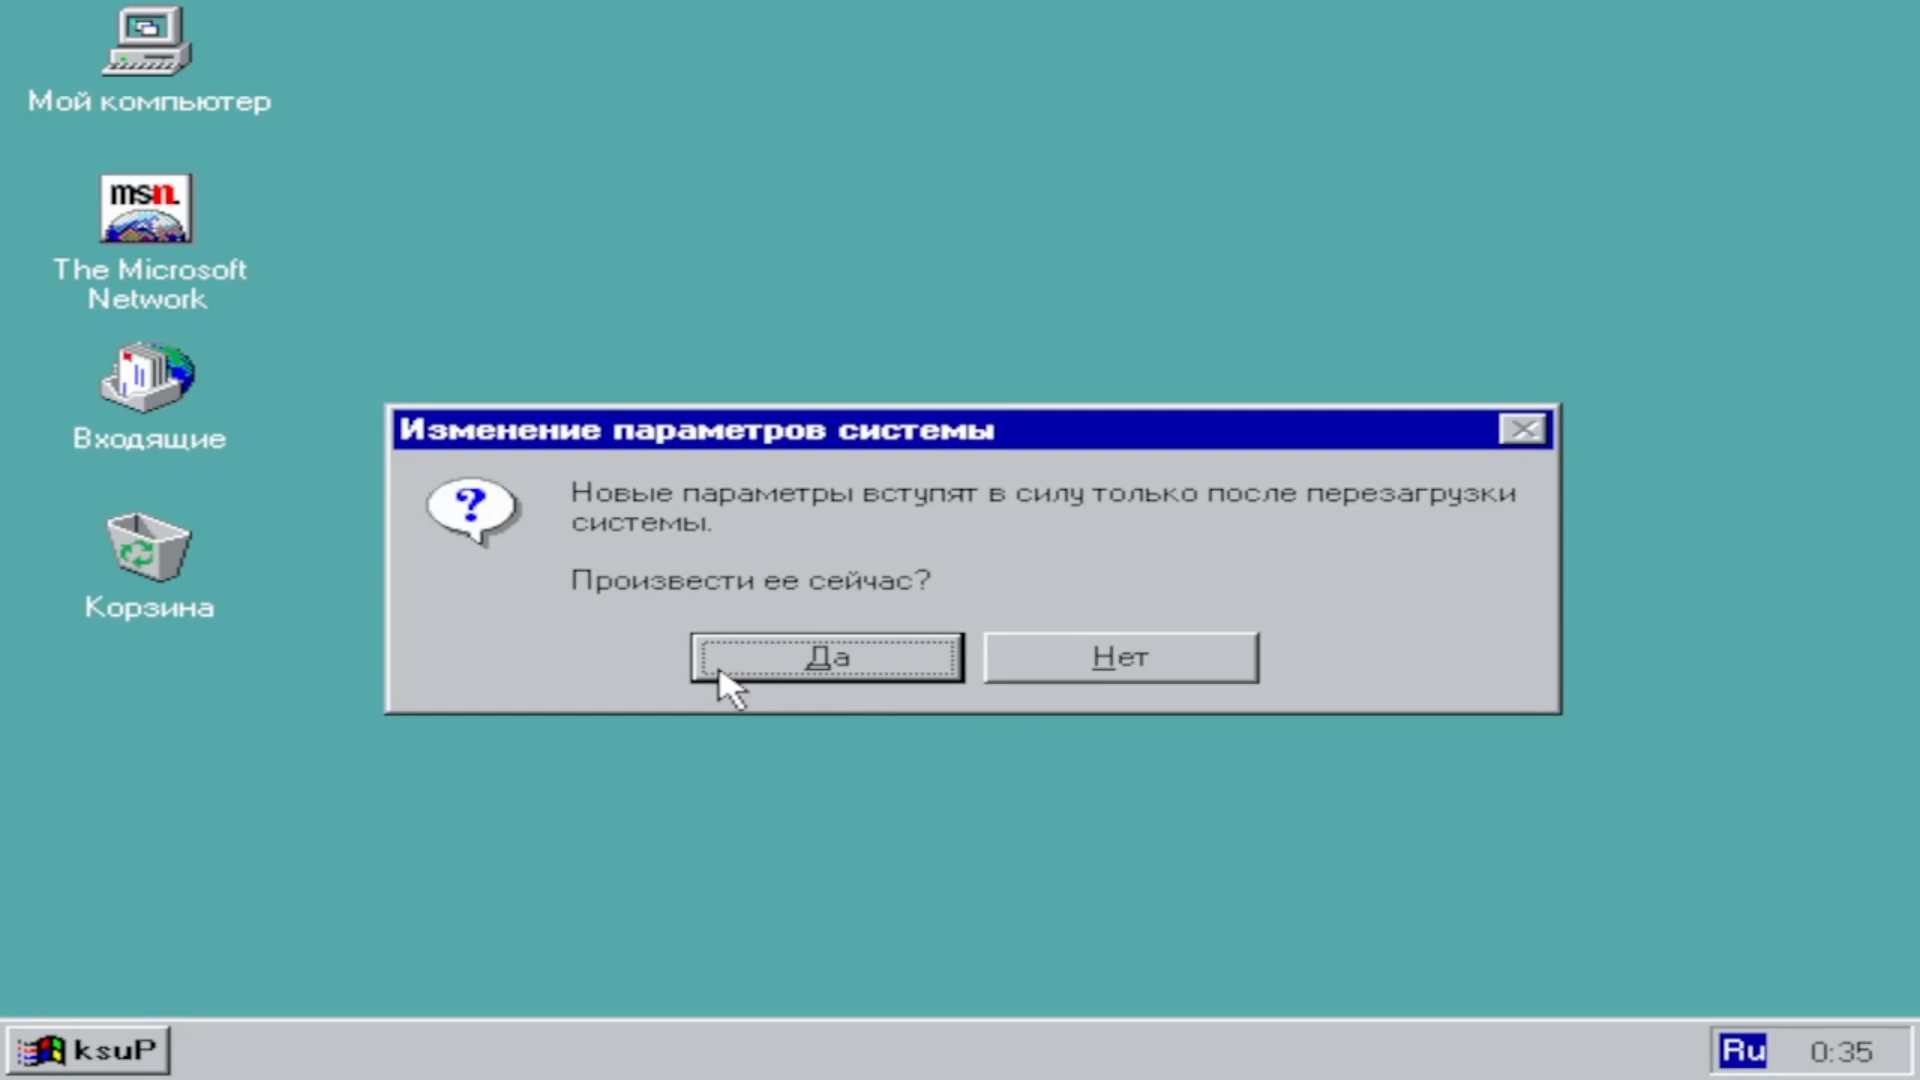 Мой компьютер
msn.
The Microsoft
Network
Входящие
Корзина
Изменение параметров системы
Новые параметры вступят в силу только после перезагрузки
системы.
Произвести ее сейчас?
Да
Нет
ksuP
Ru
0:35